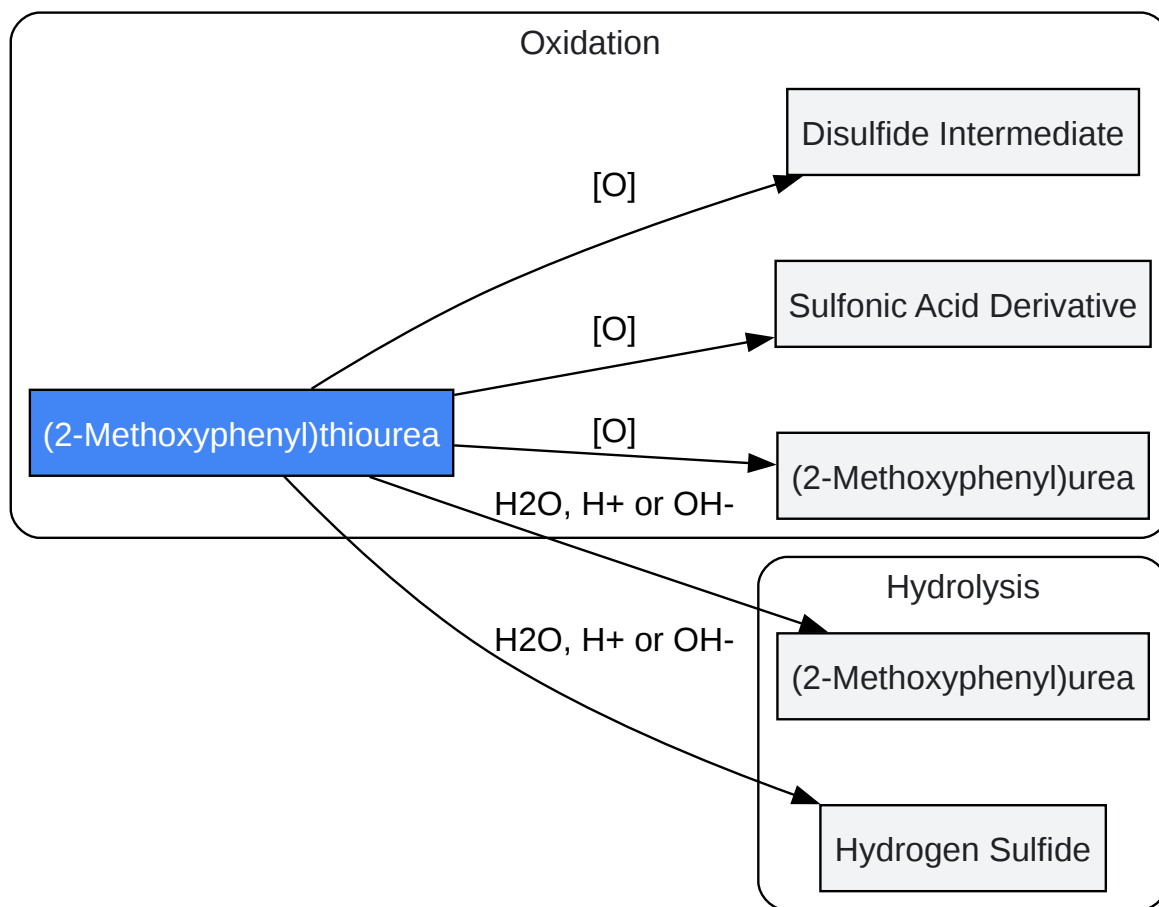 Oxidation
Disulfide Intermediate
[O]
Sulfonic Acid Derivative
[O]
(2-Methoxyphenyl)thiourea
[O]
(2-Methoxyphenyl)urea
H2O, H+ or OH-
Hydrolysis
H2O, H+ or OH-
(2-Methoxyphenyl)urea
Hydrogen Sulfide